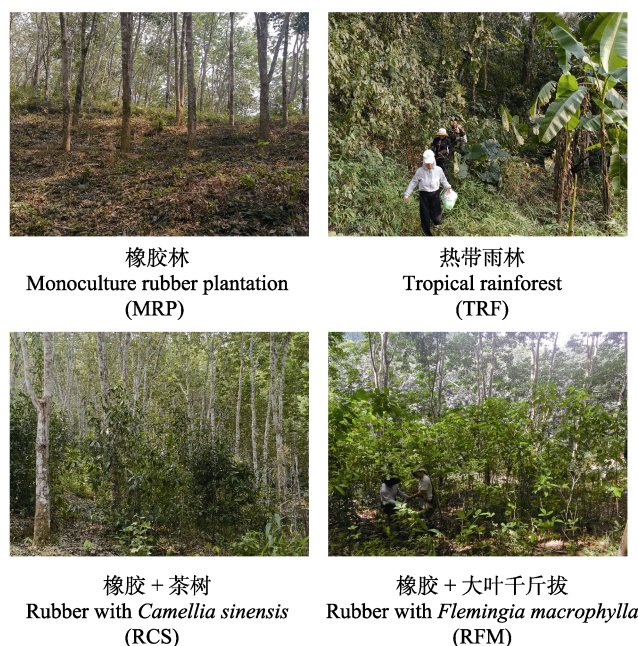 橡胶林
Monoculture rubber plantation
(MRP)
热带雨林
Tropical rainforest
(TRF)
橡胶 + 茶树
Rubber with Camellia sinensis
(RCS)
橡胶 + 大叶千斤拔
Rubber with Flemingia macrophylla
(RFM)